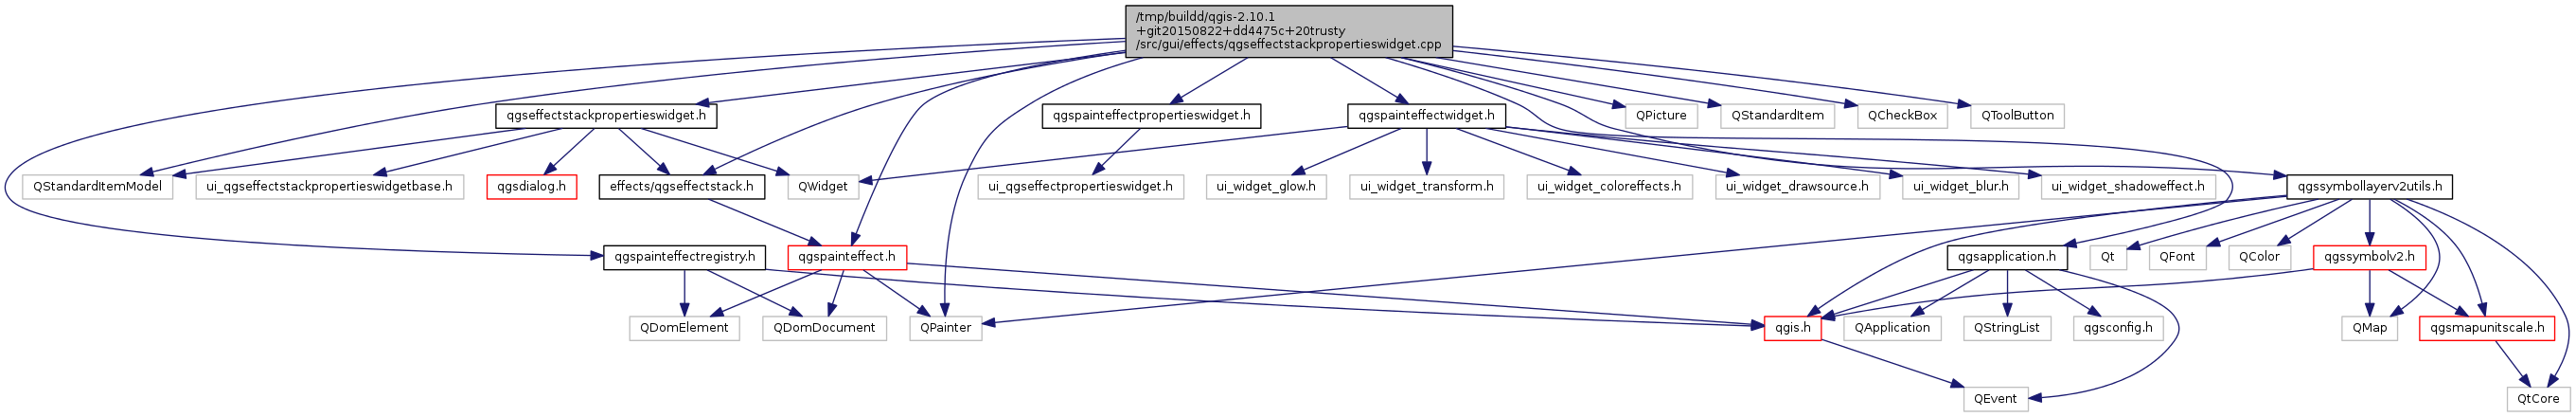 /tmp/buildd/qgis-2.10.1
+git20150822+dd4475c+20trusty
/src/gui/effects/qgseffectstackpropertieswidget.cpp
qgseffectstackpropertieswidget.h
qgspainteffectpropertieswidget.h
qgspainteffectwidget.h
QPicture
QStandardItem
QCheckBox
QToolButton
QStandardItemModel
ui_qgseffectstackpropertieswidgetbase.h
qgsdialog.h
effects/qgseffectstack.h
QWidget
ui_qgseffectpropertieswidget.h
ui_widget_glow.h
ui_widget_transform.h
ui_widget_coloreffects.h
ui_widget_drawsource.h
ui_widget_blur.h
ui_widget_shadoweffect.h
qgssymbollayerv2utils.h
qgspainteffectregistry.h
qgspainteffect.h
qgsapplication.h
Qt
QFont
QColor
qgssymbolv2.h
QDomElement
QDomDocument
QPainter
qgis.h
QApplication
QStringList
qgsconfig.h
QMap
qgsmapunitscale.h
QEvent
QtCore